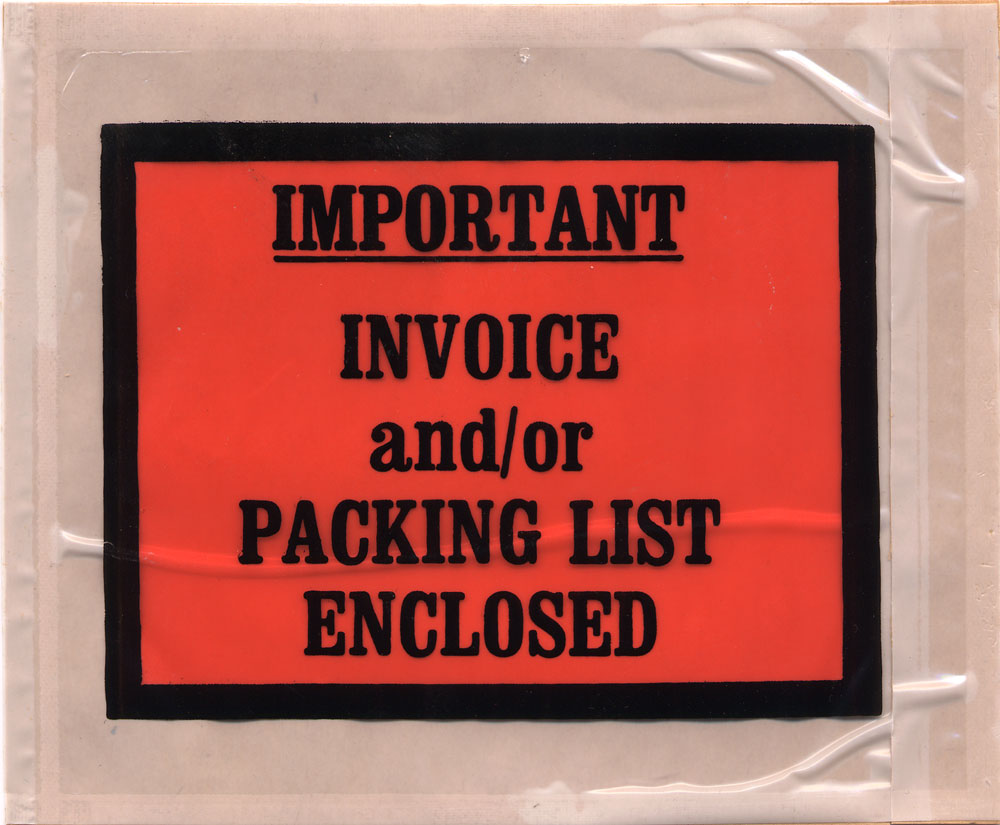 IMPORTANT
INVOICE
and/or
PACKING LIST
ENCLOSED